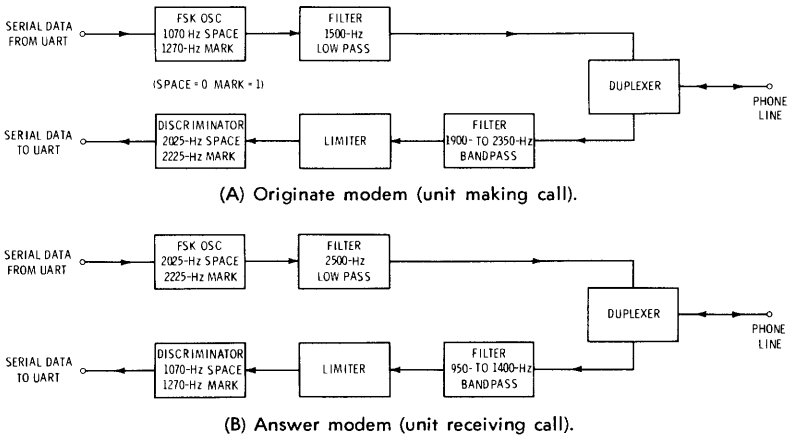 SERIAL DATA
FROM UART
FSK OSC
1070 Hz SPACE
1270-Hz MARK
FILTER
1500-Hz
LOW PASS
(SPACE = 0 MARK = 1)
DUPLEXER
PHONE
LINE
SERIAL DATA
TO UART
DISCRIMINATOR
2025-Hz SPACE
2225-Hz MARK
LIMITER
FILTER
1900- TO 2350-Hz
BANDPASS
(A) Originate modem (unit making call).
SERIAL DATA
FROM UART
FSK OSC
2025-Hz SPACE
2225-Hz MARK
FILTER
2500-Hz
LOW PASS
DUPLEXER
PHONE
LINE
SERIAL DATA
TO UART
DISCRIMINATOR
1070-Hz SPACE
1270-Hz MARK
LIMITER
FILTER
950- TO 1400-Hz
BANDPASS
(B) Answer modem (unit receiving call).